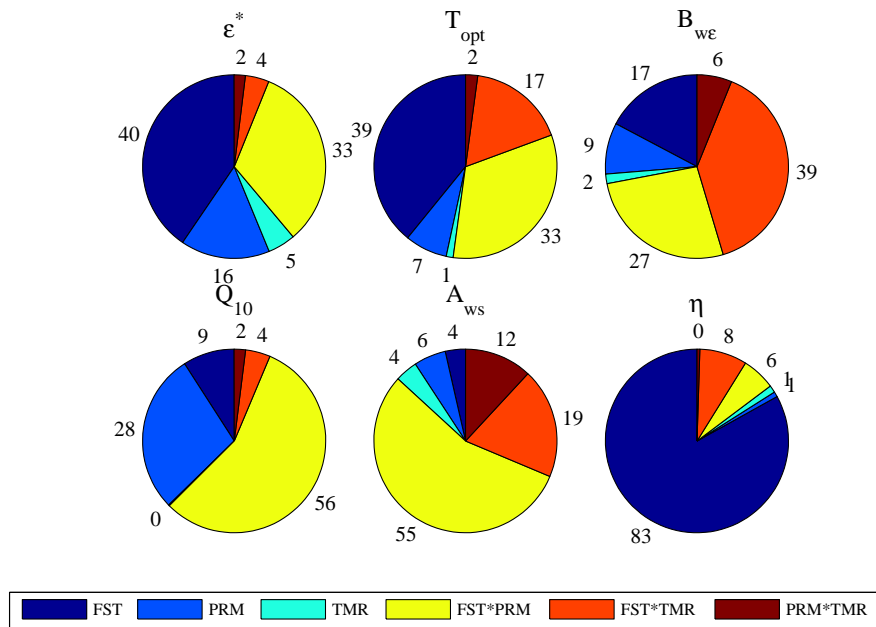 ε* T_opt B_wε
2 4 33 5 16 40
2 17 33 1 7 39
6 39 27 2 9 17
Q_10 A_ws η
2 4 56 0 28 9
12 19 55 4 6 4
0 8 6 1 1 83
FST PRM TMR FST*PRM FST*TMR PRM*TMR